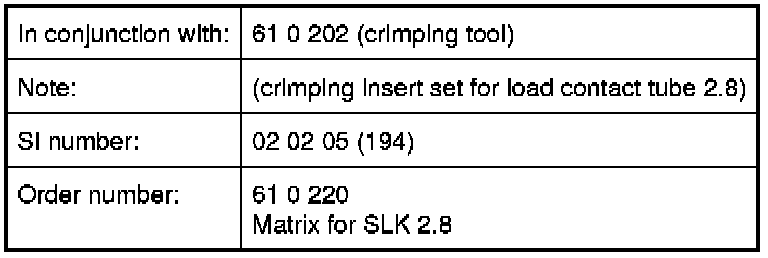 In conjunction with: 61 0 202 (crimping tool)
Note: (crimping insert set for load contact tube 2.8)
SI number: 02 02 05 (194)
Order number: 61 0 220
Matrix for SLK 2.8